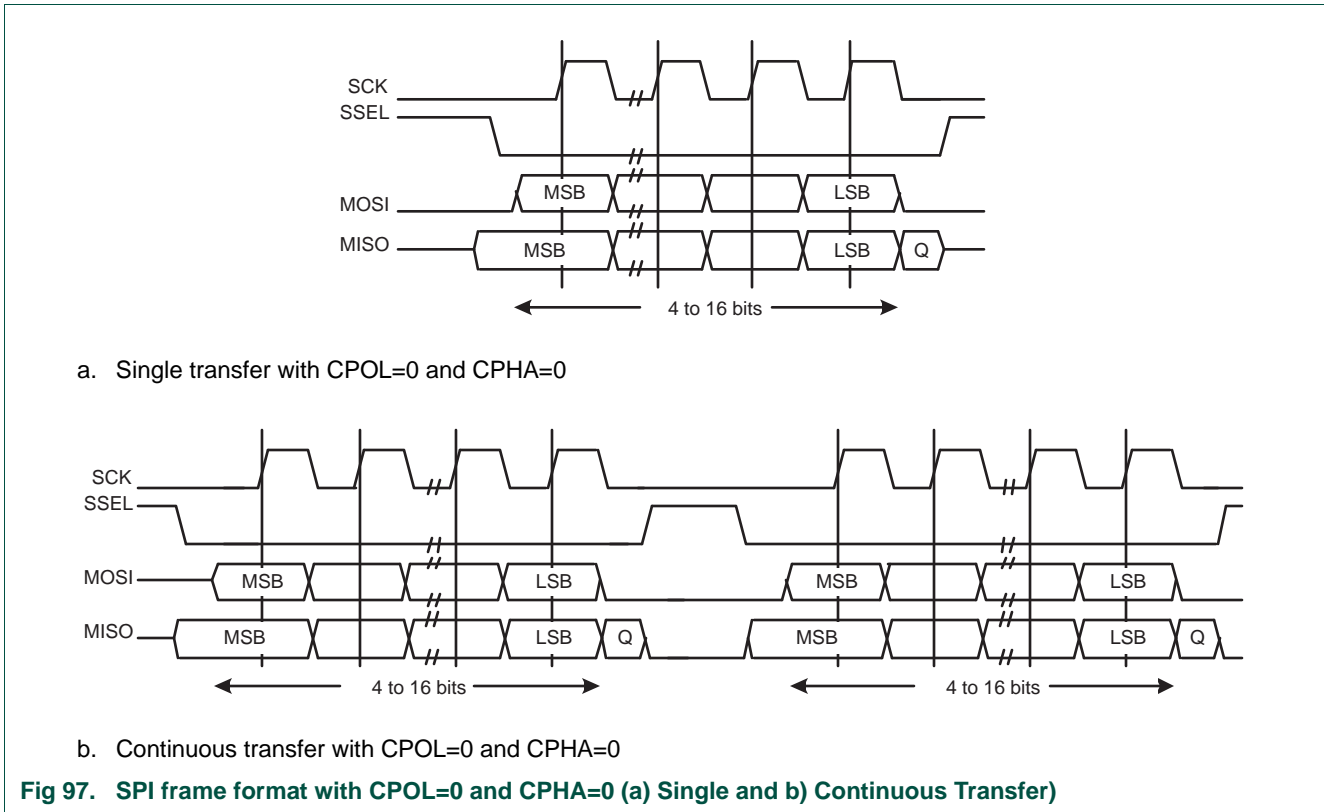 SCK
SSEL
MOSI
MSB
LSB
MISO
MSB
LSB
Q
4 to 16 bits
a. Single transfer with CPOL=0 and CPHA=0
SCK
SSEL
MOSI
MSB
LSB
MSB
LSB
MISO
MSB
LSB
Q
MSB
LSB
Q
4 to 16 bits
4 to 16 bits
b. Continuous transfer with CPOL=0 and CPHA=0
Fig 97. SPI frame format with CPOL=0 and CPHA=0 (a) Single and b) Continuous Transfer)